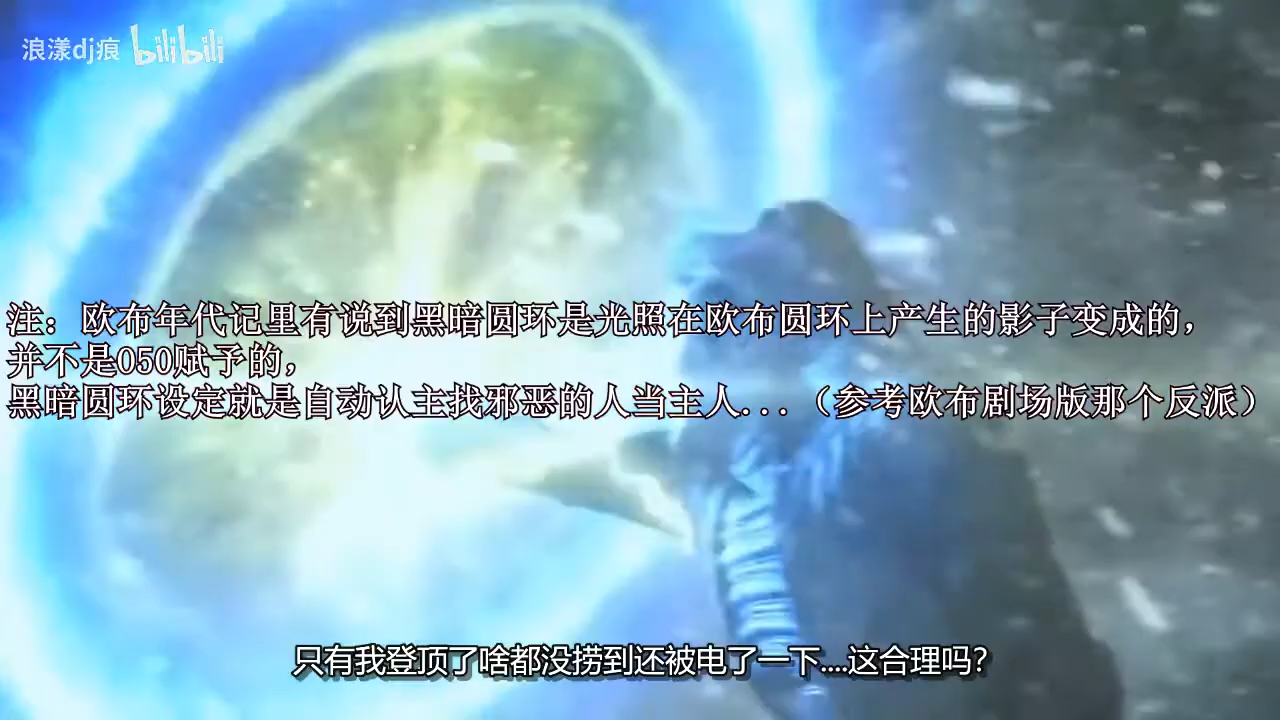 浪漾dj痕 bilibili
注：欧布年代记里有说到黑暗圆环是光照在欧布圆环上产生的影子变成的，
并不是O50赋予的，
黑暗圆环设定就是自动认主找邪恶的人当主人...（参考欧布剧场版那个反派）
只有我登顶了啥都没捞到还被电了一下....这合理吗？